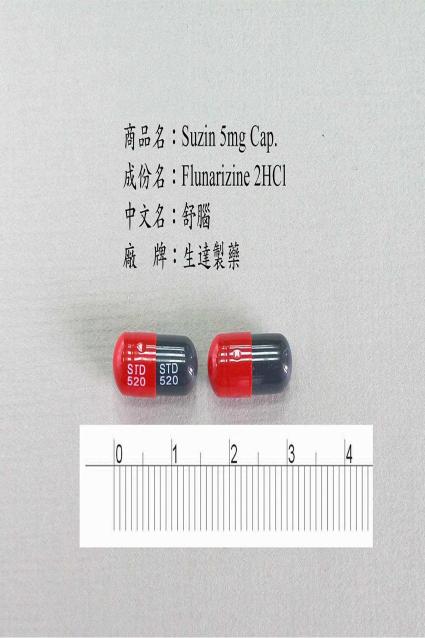 商品名：Suzin 5mg Cap.
成份名：Flunarizine 2HCl
中文名：舒腦
廠　牌：生達製藥
STD STD
520 520
0 1 2 3 4